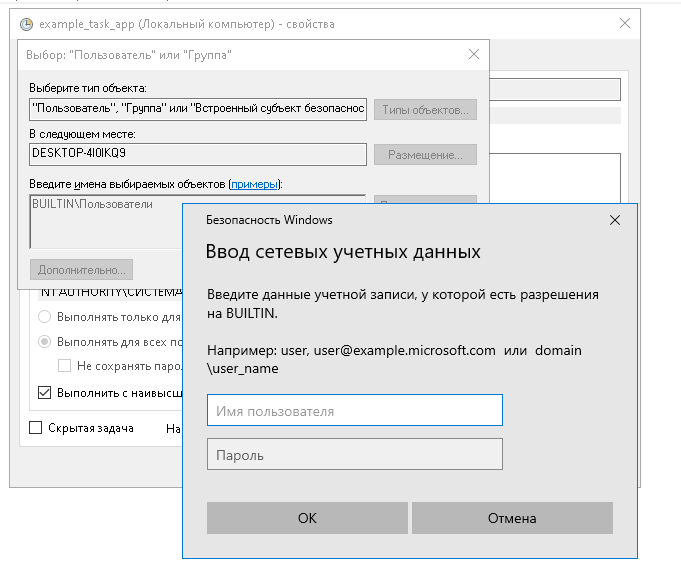 example_task_app (Локальный компьютер) - свойства
Выбор: "Пользователь" или "Группа"
Выберите тип объекта:
"Пользователь", "Группа" или "Встроенный субъект безопаснос
Типы объектов...
В следующем месте:
DESKTOP-4I0IKQ9
Размещение...
Введите имена выбираемых объектов (примеры):
BUILTIN\Пользователи
Дополнительно...
Безопасность Windows
Ввод сетевых учетных данных
Введите данные учетной записи, у которой есть разрешения
на BUILTIN.
Например: user, user@example.microsoft.com или domain
\user_name
Имя пользователя
Пароль
OK
Отмена
NT AUTHORITY\СИСТЕМА
Выполнять только для
Выполнять для всех по
Не сохранять паро
Выполнить с наивысш
Скрытая задача
На